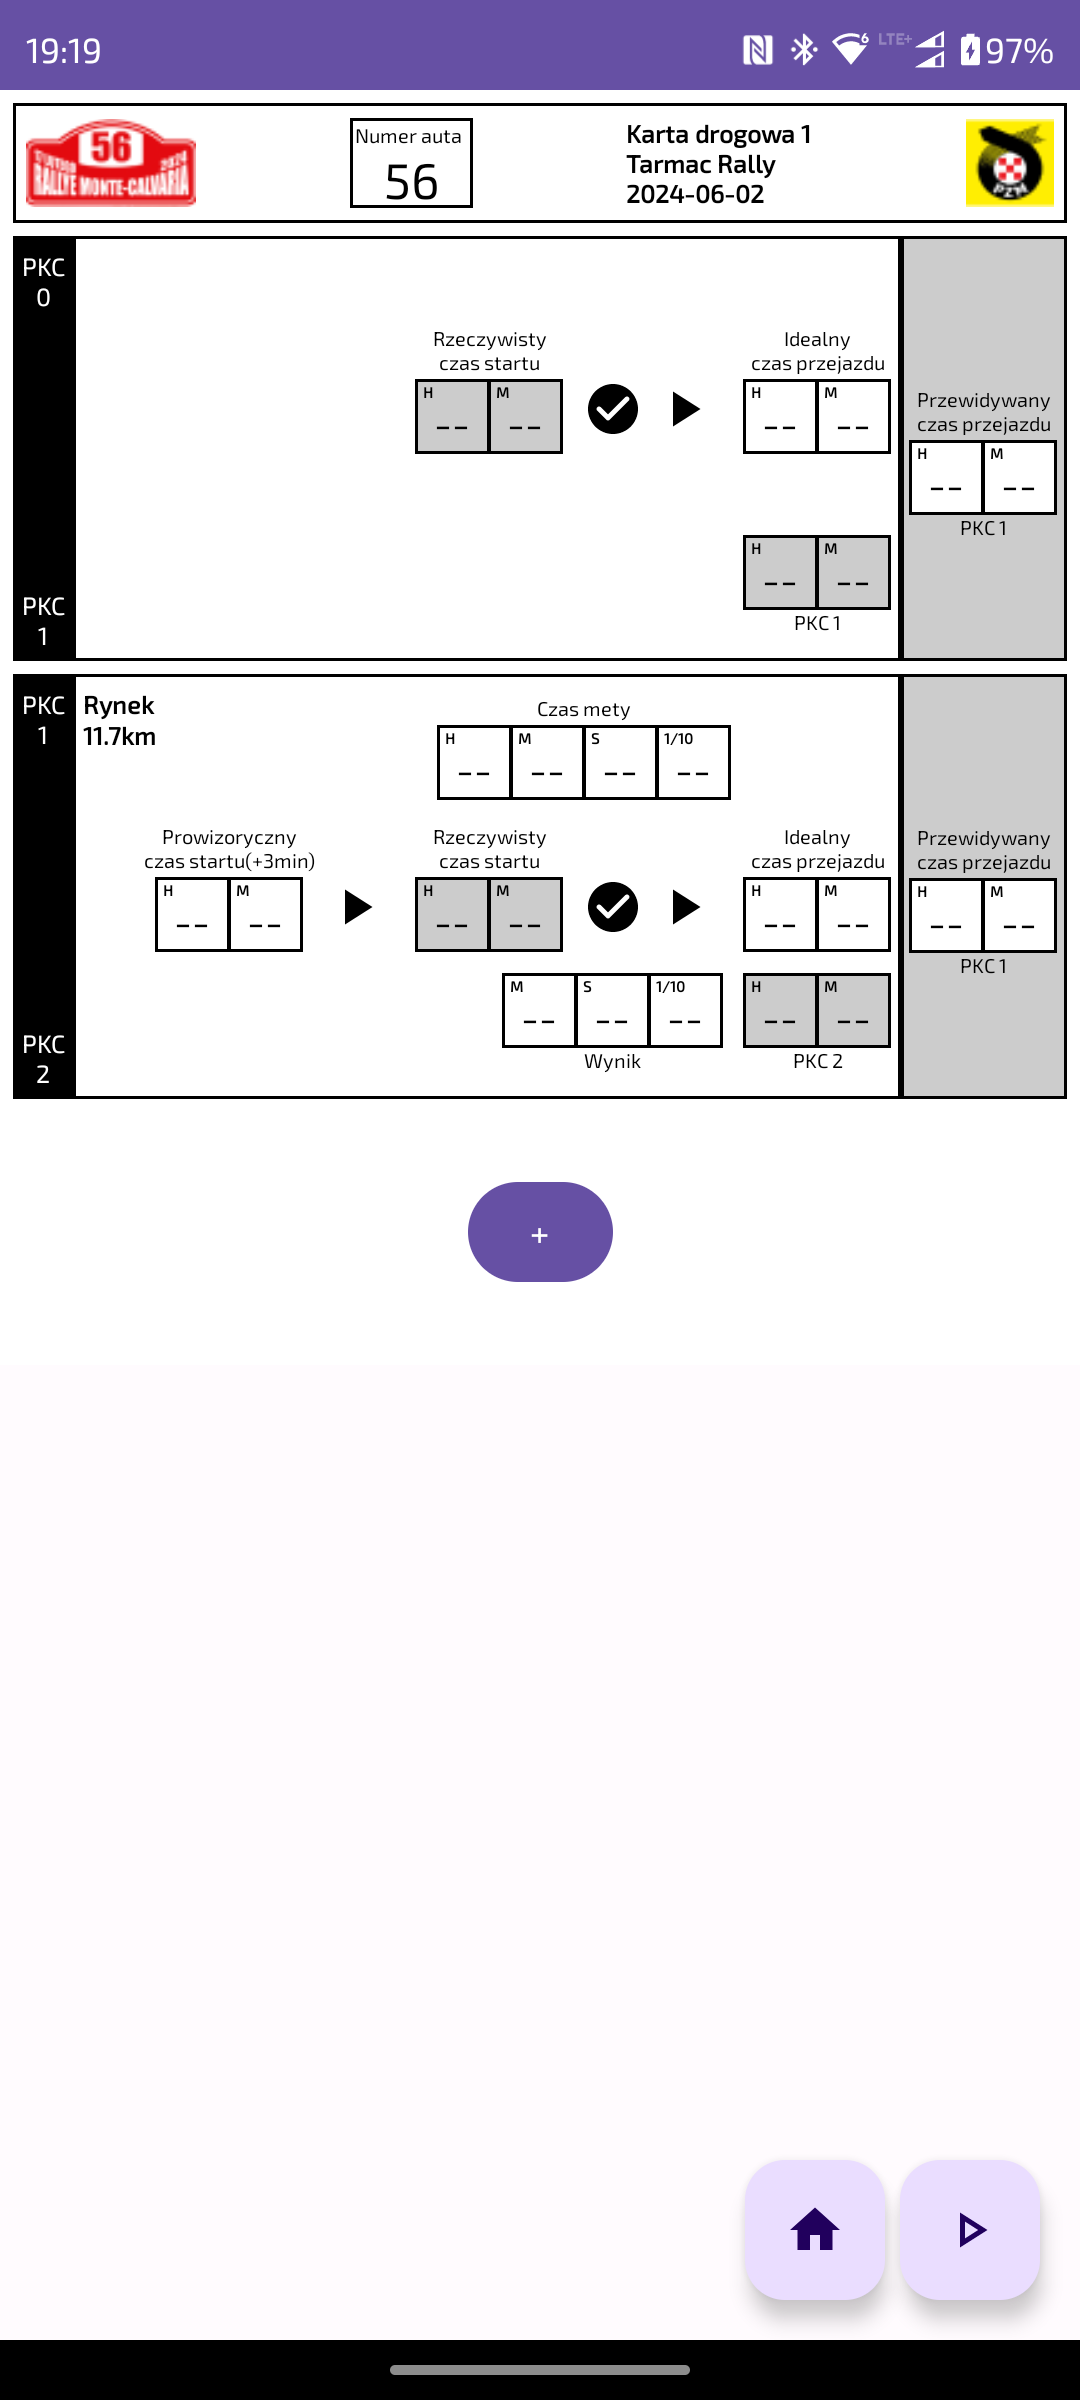 19:19
6 LTE+ 97%
56
RALLYE MONTE-CALVARIA
Numer auta
56
Karta drogowa 1
Tarmac Rally
2024-06-02
PZM
PKC
0
Rzeczywisty
czas startu
H M
-- --
Idealny
czas przejazdu
H M
-- --
Przewidywany
czas przejazdu
H M
-- --
PKC 1
H M
-- --
PKC 1
PKC
1
PKC
1
Rynek
11.7km
Czas mety
H M S 1/10
-- -- -- --
Prowizoryczny
czas startu(+3min)
H M
-- --
Rzeczywisty
czas startu
H M
-- --
Idealny
czas przejazdu
H M
-- --
Przewidywany
czas przejazdu
H M
-- --
PKC 1
M S 1/10
-- -- --
Wynik
H M
-- --
PKC 2
PKC
2
+